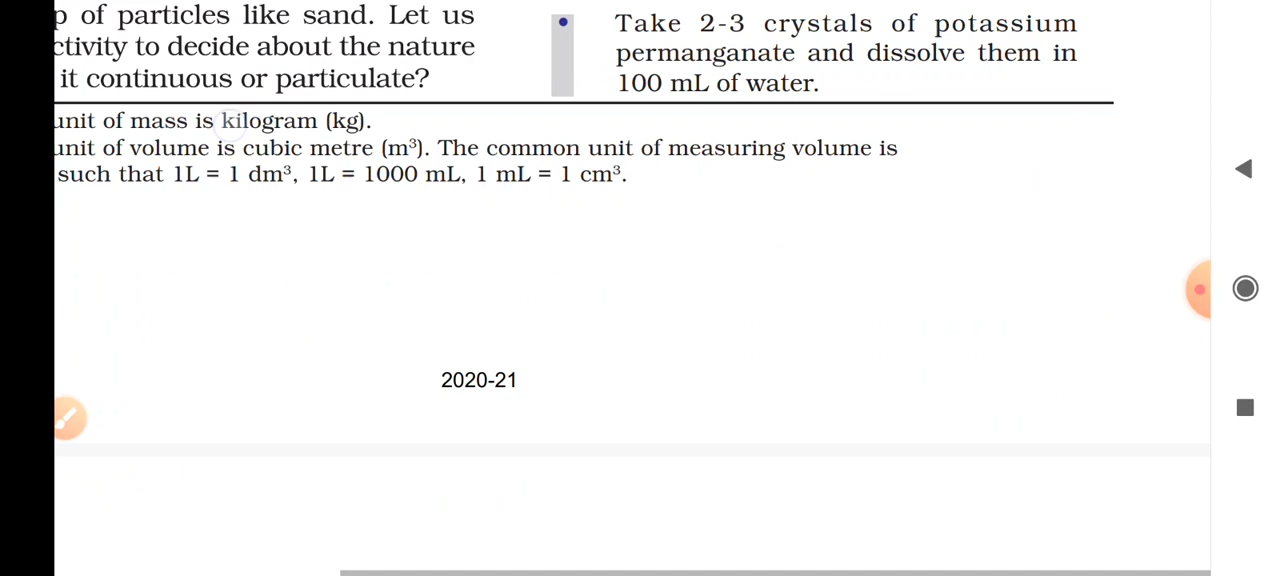 of particles like sand. Let us
to decide about the nature
it continuous or particulate?
Take 2-3 crystals of potassium
permanganate and dissolve them in
100 mL of water.
unit of mass is kilogram (kg).
unit of volume is cubic metre (m³). The common unit of measuring volume is
such that 1L = 1 dm³, 1L = 1000 mL, 1 mL = 1 cm³.
2020-21